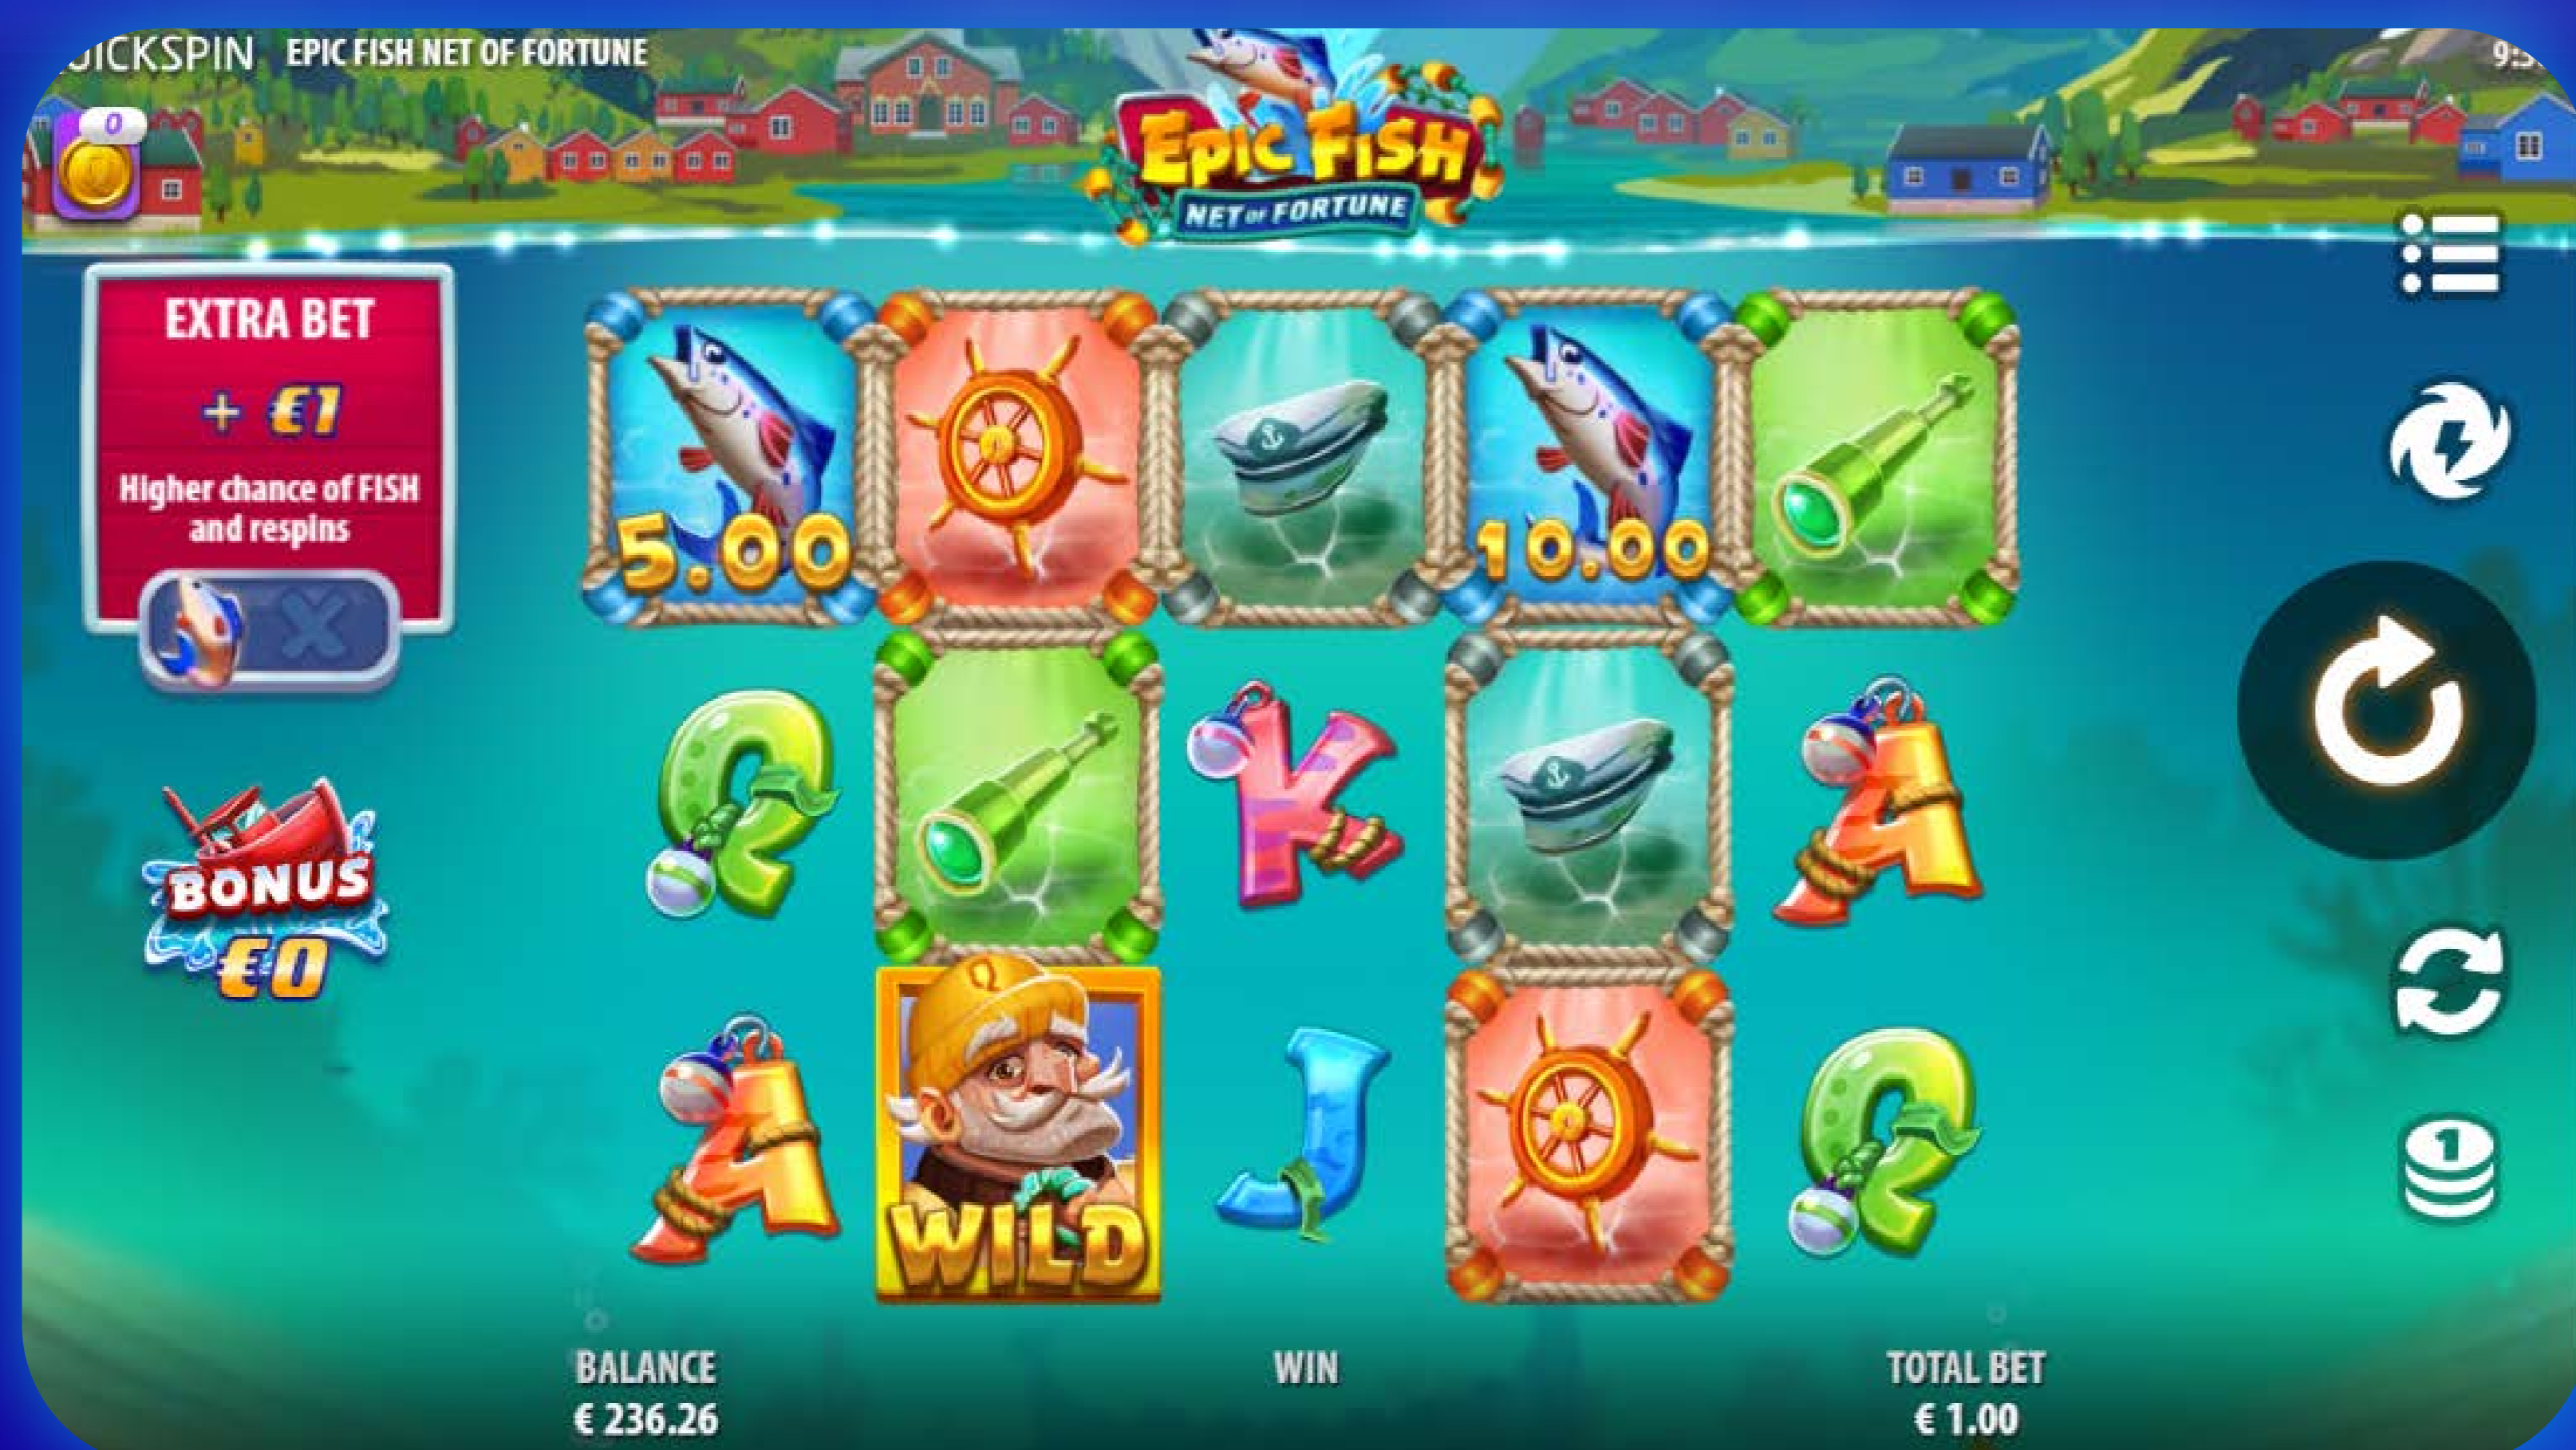 UICKSPIN EPIC FISH NET OF FORTUNE
0
EPIC FISH
NET OF FORTUNE
EXTRA BET
+ €1
Higher chance of FISH
and respins
5.00
10.00
Q
K
A
BONUS
€0
A
Q
WILD
J
Q
1
BALANCE
€ 236.26
WIN
TOTAL BET
€ 1.00